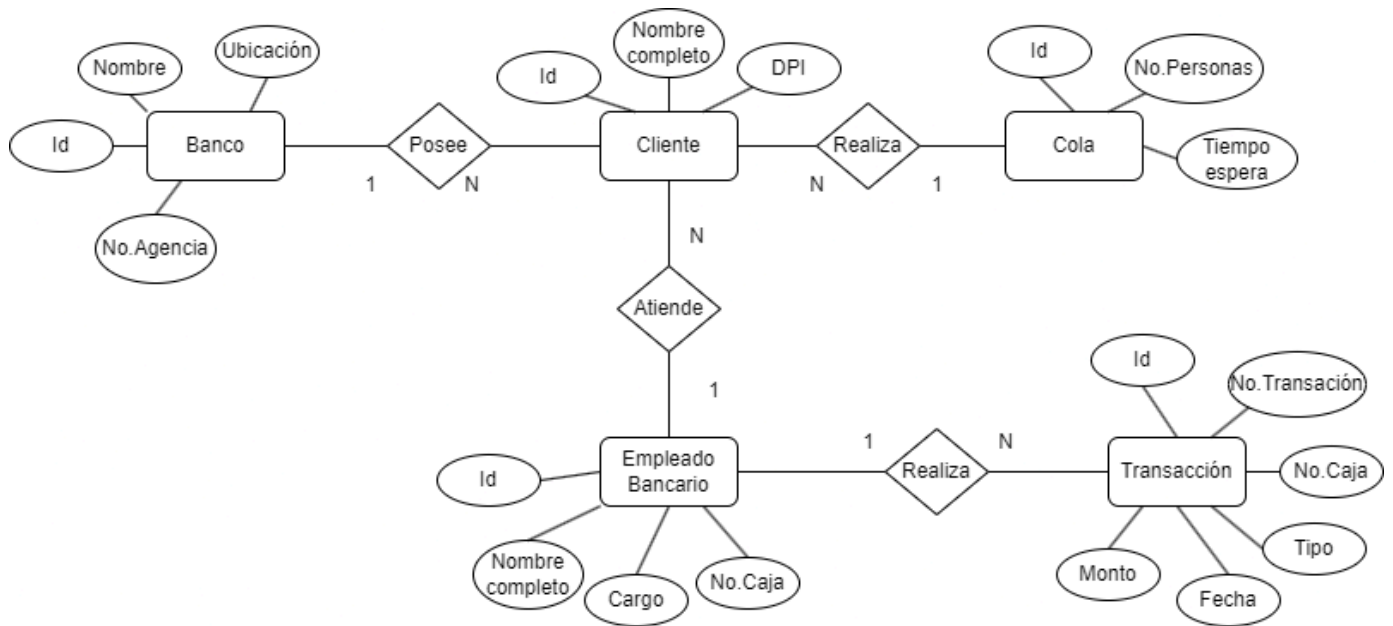 Nombre
Ubicación
Id
Banco
No.Agencia
1
Posee
N
Id
Nombre
completo
DPI
Cliente
N
Realiza
1
Id
No.Personas
Cola
Tiempo
espera
N
Atiende
1
Id
Empleado
Bancario
Nombre
completo
Cargo
No.Caja
1
Realiza
N
Id
No.Transación
Transacción
No.Caja
Monto
Fecha
Tipo